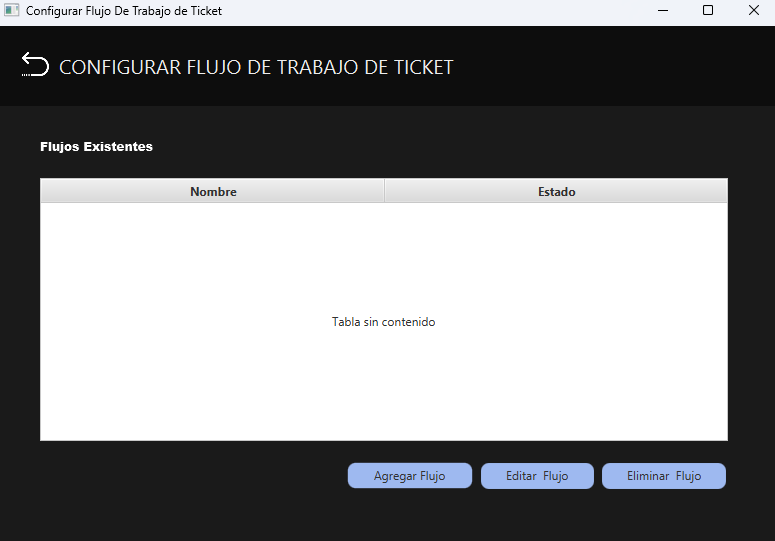 Configurar Flujo De Trabajo de Ticket
CONFIGURAR FLUJO DE TRABAJO DE TICKET
Flujos Existentes
Nombre Estado
Tabla sin contenido
Agregar Flujo Editar Flujo Eliminar Flujo